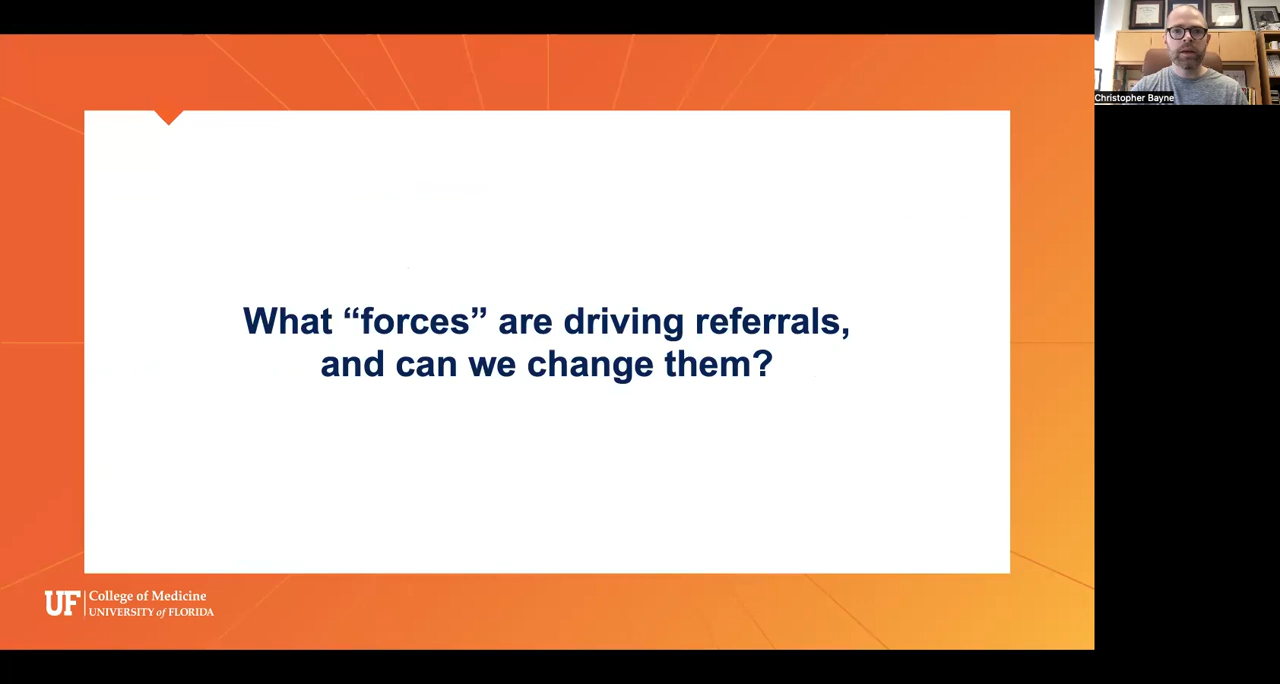 Christopher Bayne
What “forces” are driving referrals,
and can we change them?
UF
College of Medicine
UNIVERSITY of FLORIDA